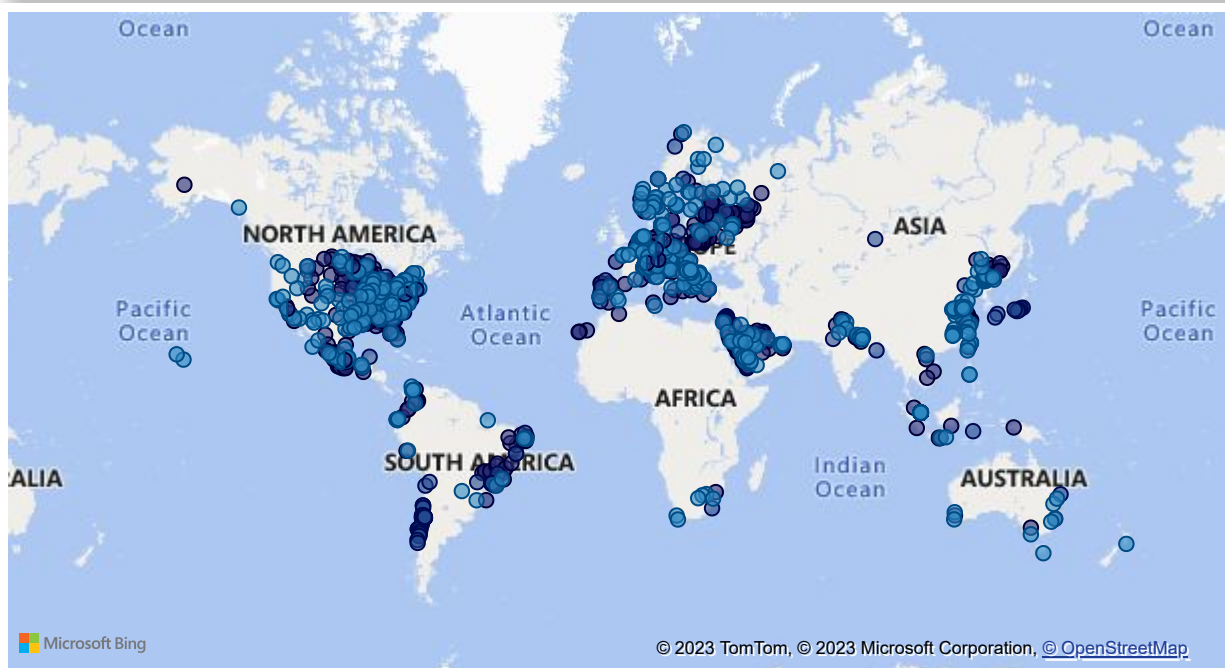 Ocean
Ocean
NORTH AMERICA
ASIA
Pacific
Ocean
Atlantic
Ocean
Pacific
Ocean
AFRICA
SOUTH AMERICA
Indian
Ocean
ALIA
AUSTRALIA
Microsoft Bing
© 2023 TomTom, © 2023 Microsoft Corporation, © OpenStreetMap